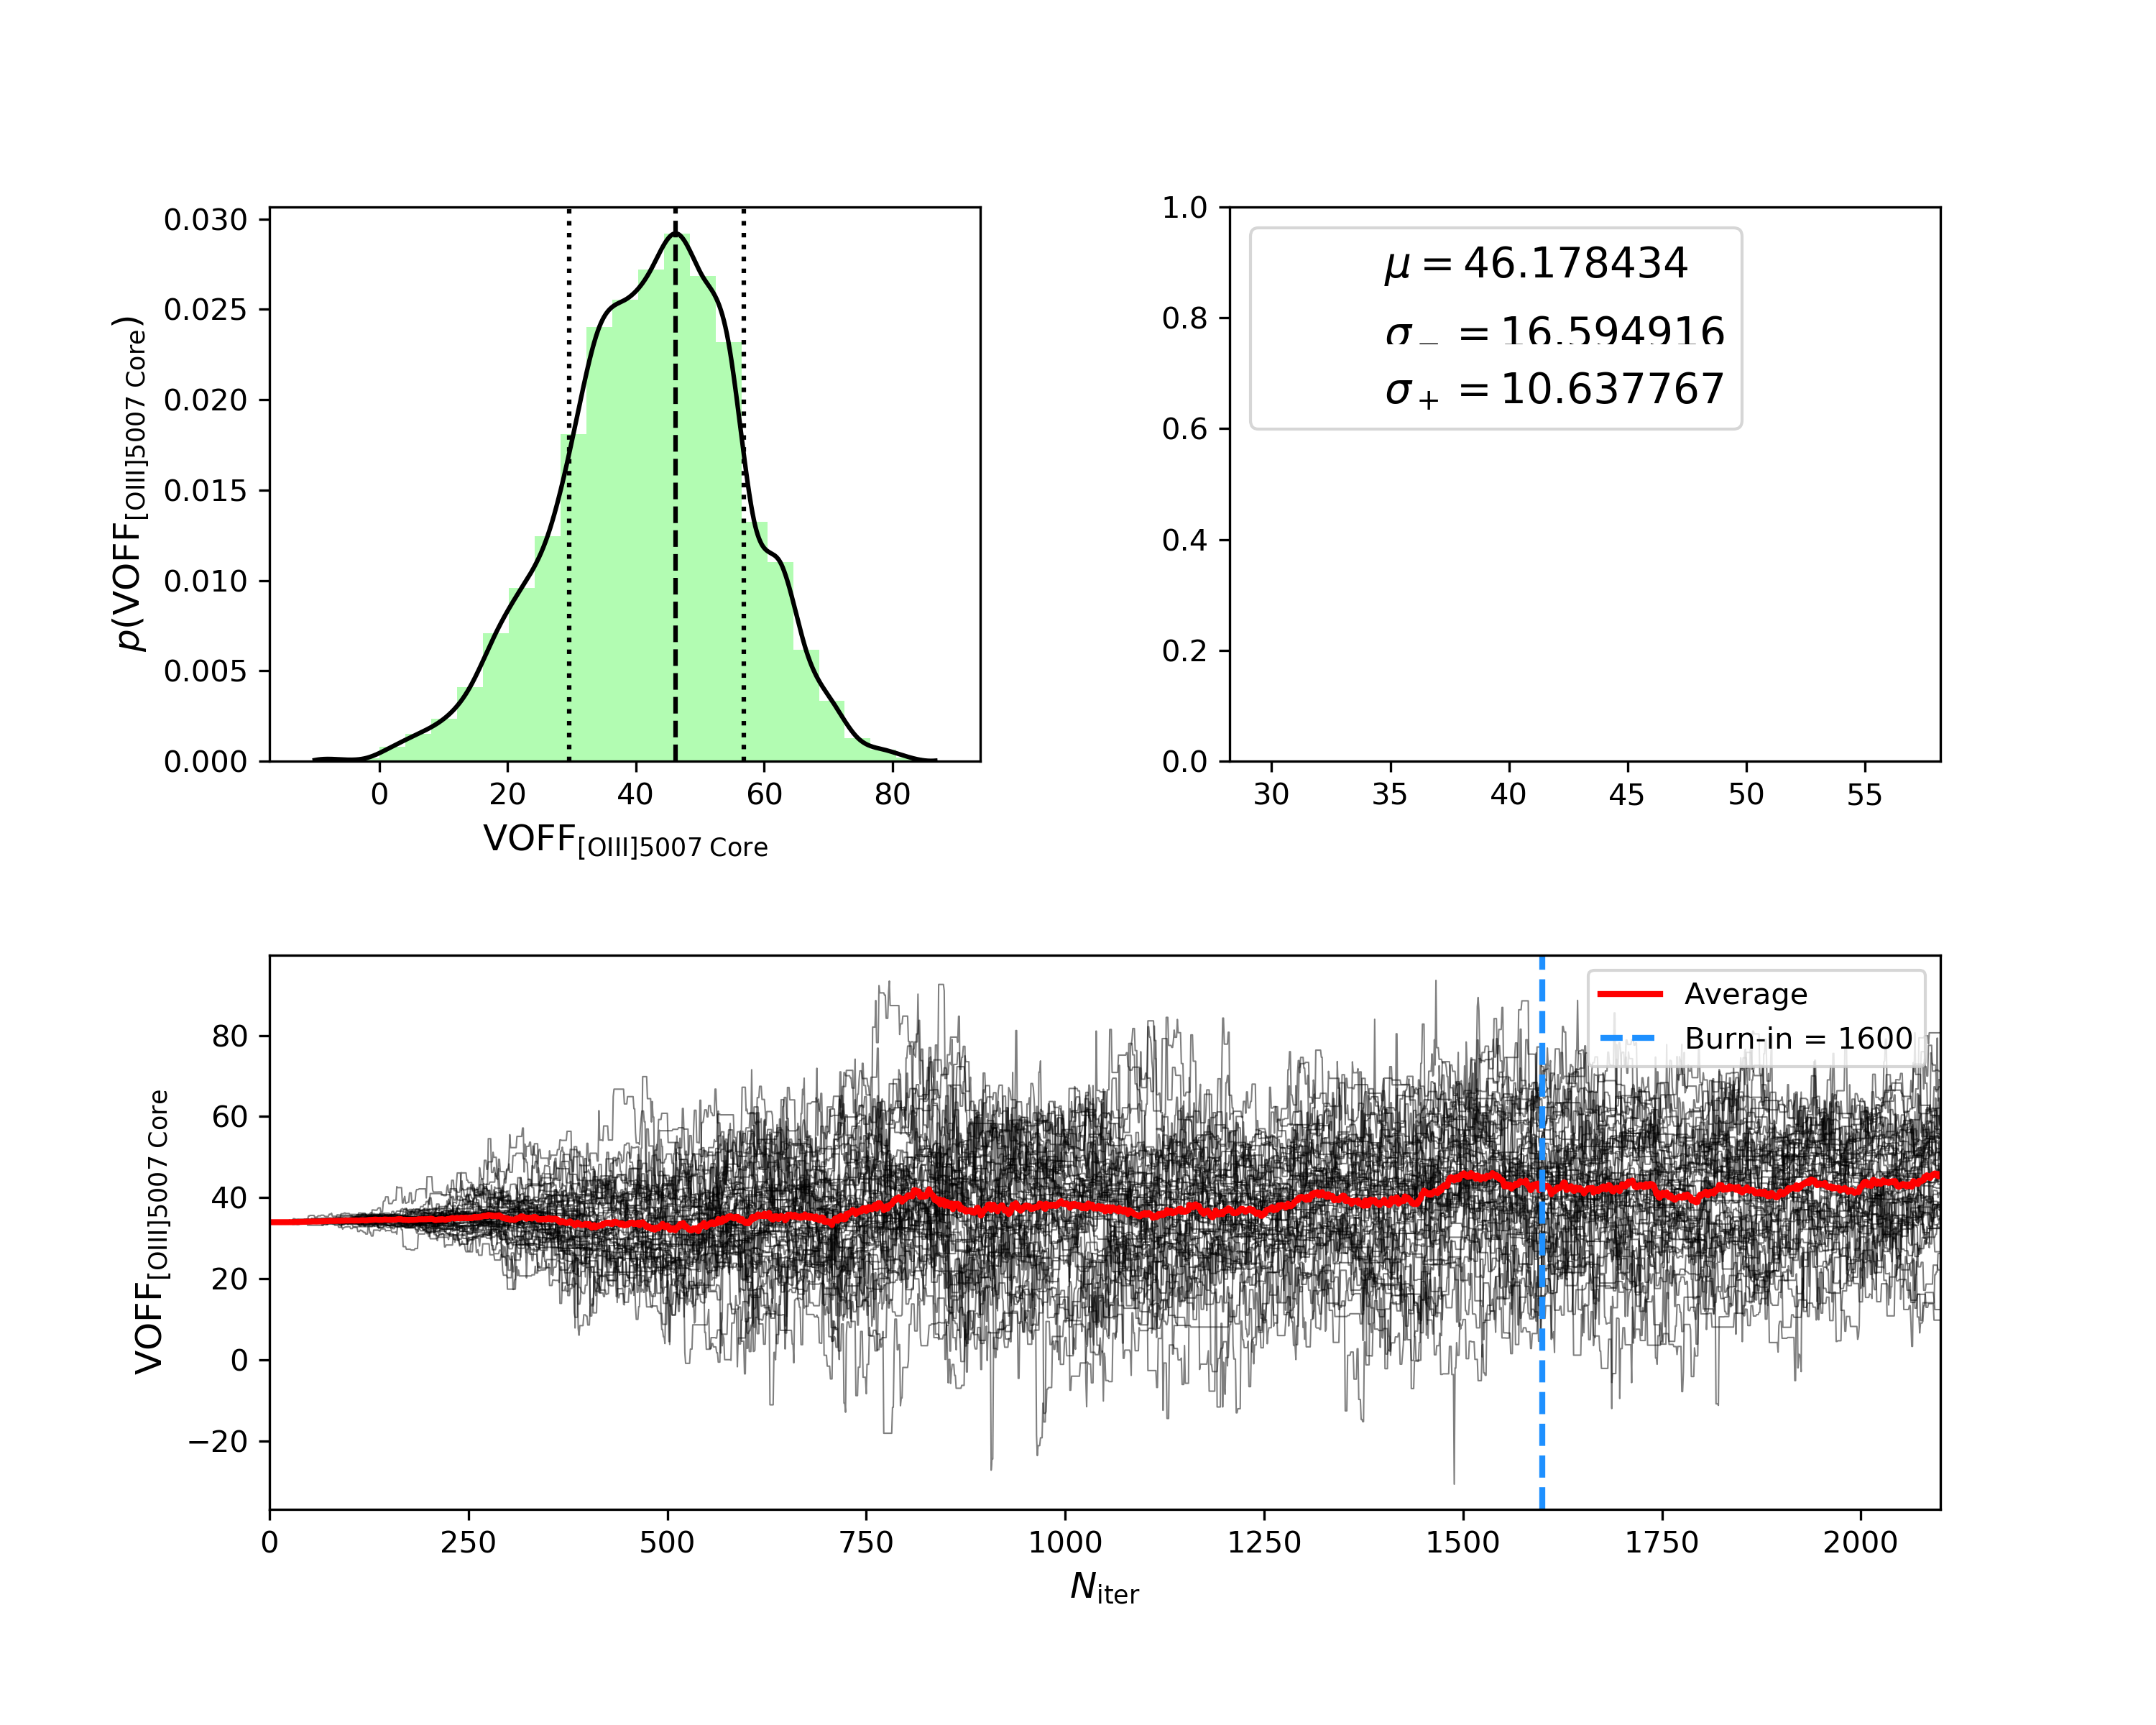 0.030
0.025
0.020
0.015
0.010
0.005
0.000
p(VOFF[OIII]5007 Core)
0 20 40 60 80
VOFF[OIII]5007 Core
1.0
0.8
0.6
0.4
0.2
0.0
μ = 46.178434
σ− = 16.594916
σ+ = 10.637767
30 35 40 45 50 55
80
60
40
20
0
−20
VOFF[OIII]5007 Core
Average
Burn-in = 1600
0 250 500 750 1000 1250 1500 1750 2000
Niter